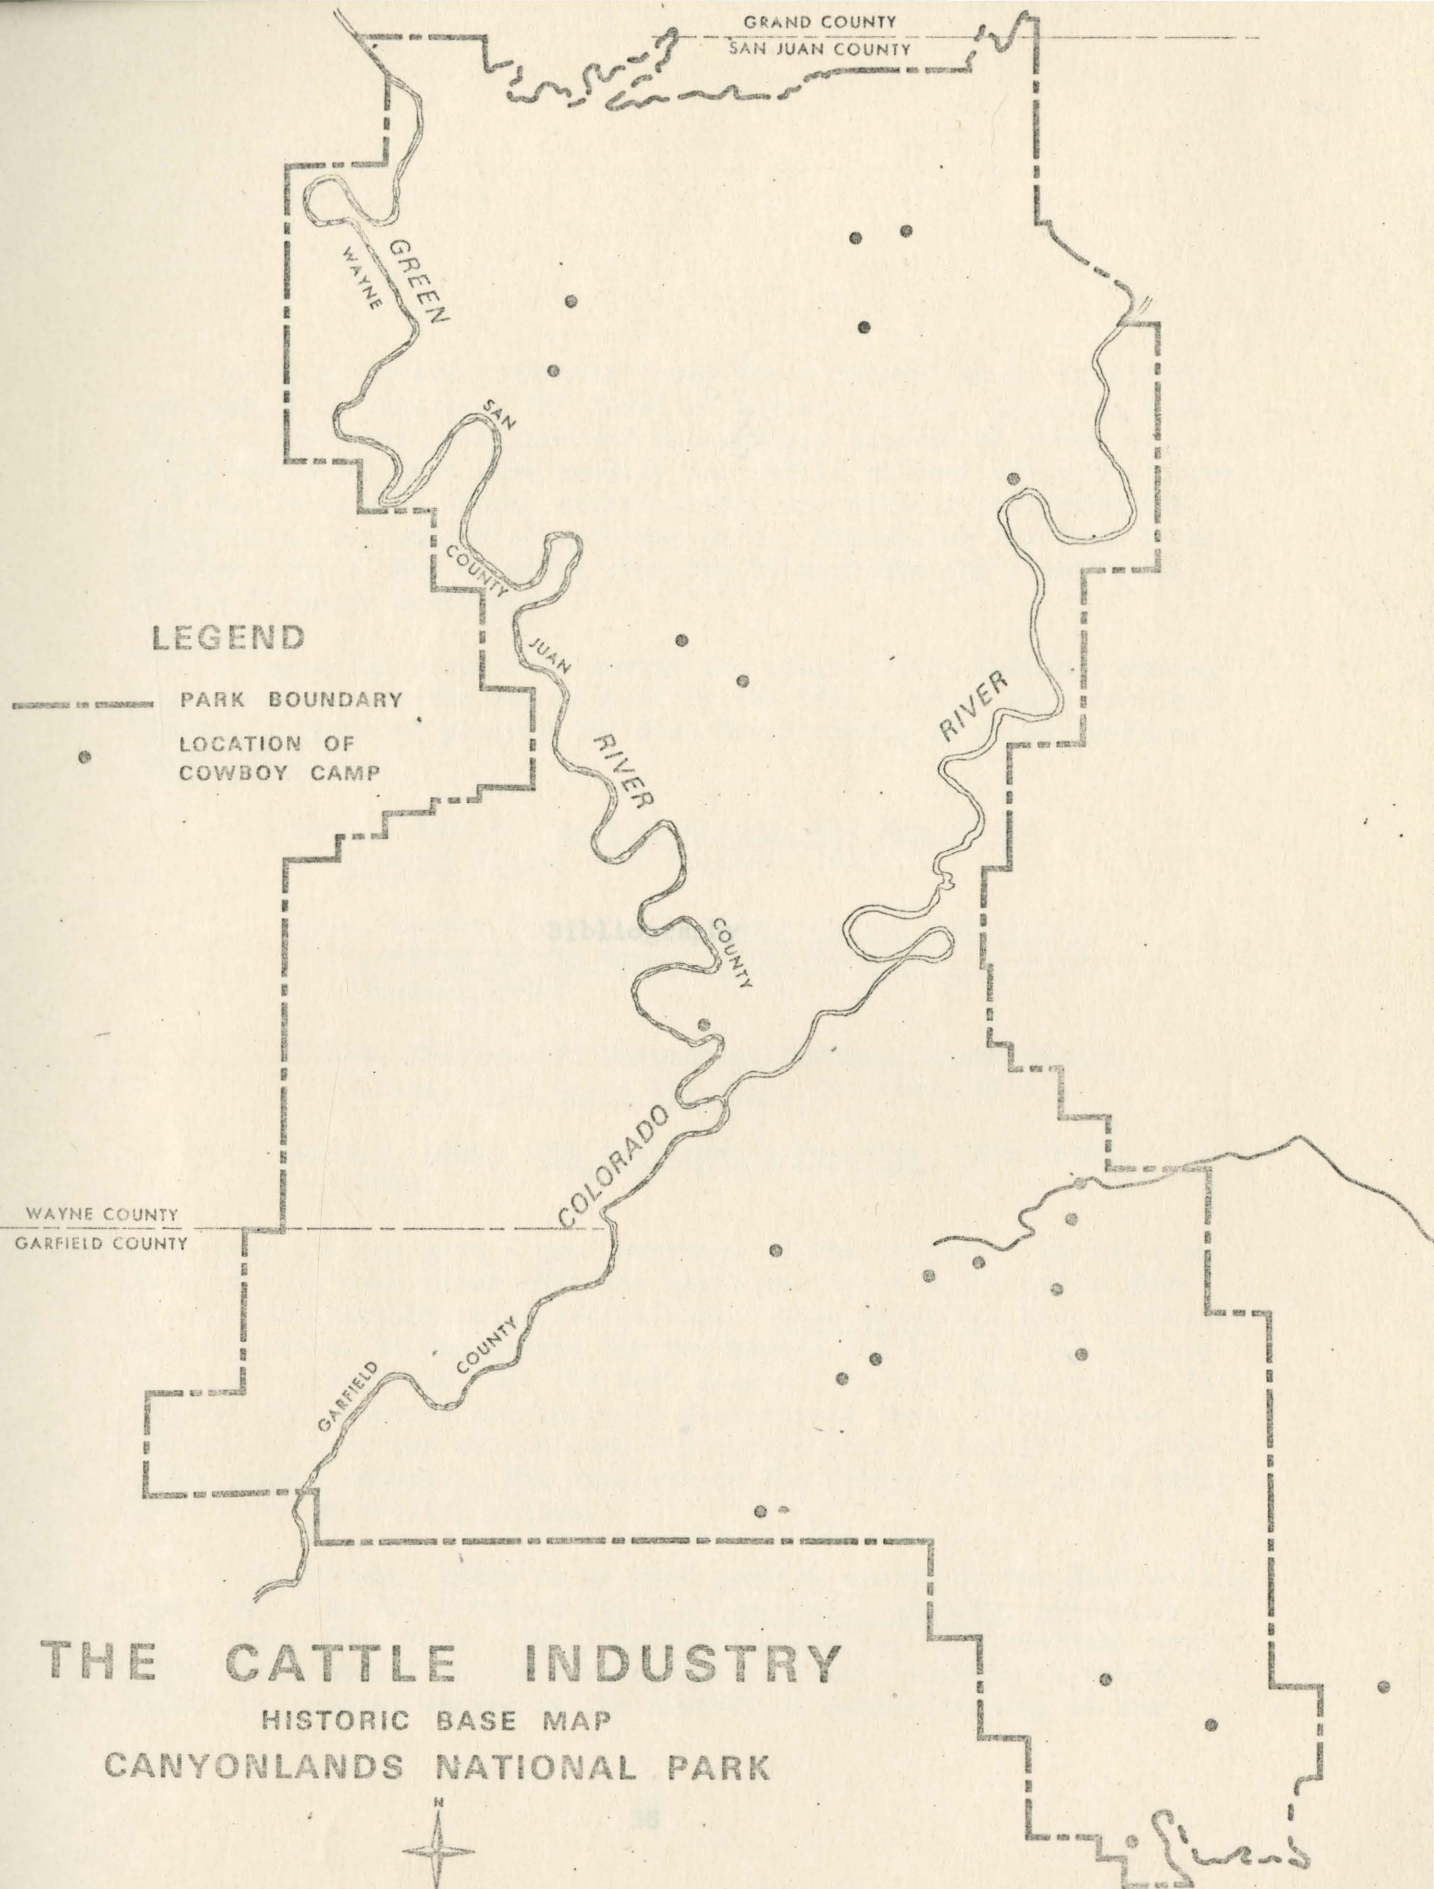 GRAND COUNTY
SAN JUAN COUNTY
WAYNE
GREEN
SAN
COUNTY
JUAN
RIVER
RIVER
COUNTY
LEGEND
PARK BOUNDARY
LOCATION OF
COWBOY CAMP
COLORADO
WAYNE COUNTY
GARFIELD COUNTY
GARFIELD
COUNTY
THE CATTLE INDUSTRY
HISTORIC BASE MAP
CANYONLANDS NATIONAL PARK
N